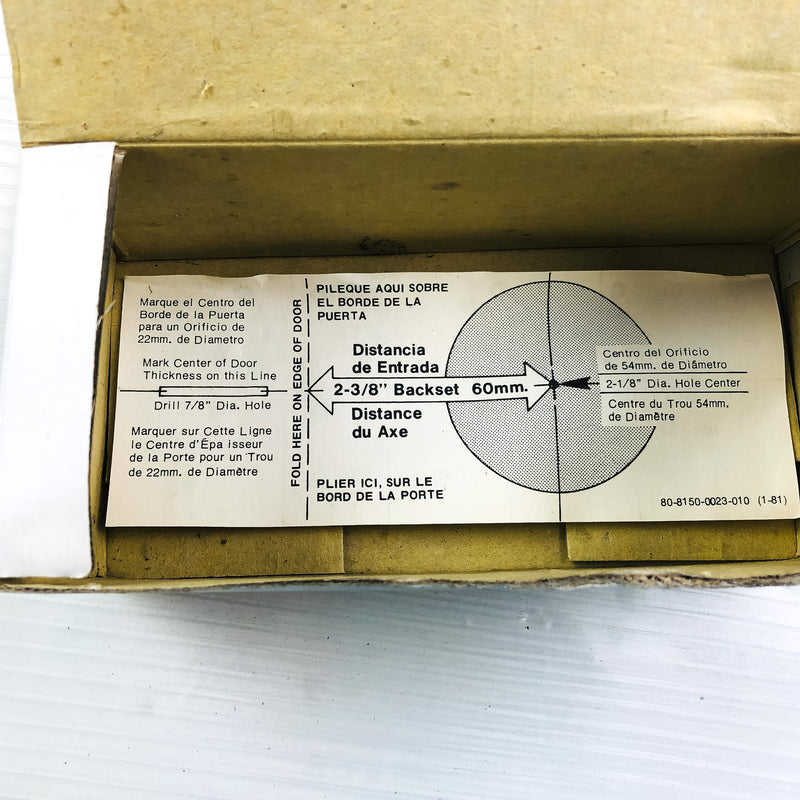 Marque el Centro del
Borde de la Puerta
para un Orificio de
22mm. de Diametro
Mark Center of Door
Thickness on this Line
Drill 7/8" Dia. Hole
Marquer sur Cette Ligne
le Centre d'Épa isseur
de la Porte pour un Trou
de 22mm. de Diamètre
FOLD HERE ON EDGE OF DOOR
PILEQUE AQUI SOBRE
EL BORDE DE LA
PUERTA
Distancia
de Entrada
2-3/8'' Backset 60mm.
Distance
du Axe
PLIER ICI, SUR LE
BORD DE LA PORTE
Centro del Orificio
de 54mm. de Diámetro
2-1/8" Dia. Hole Center
Centre du Trou 54mm.
de Diamètre
80-8150-0023-010 (1-81)